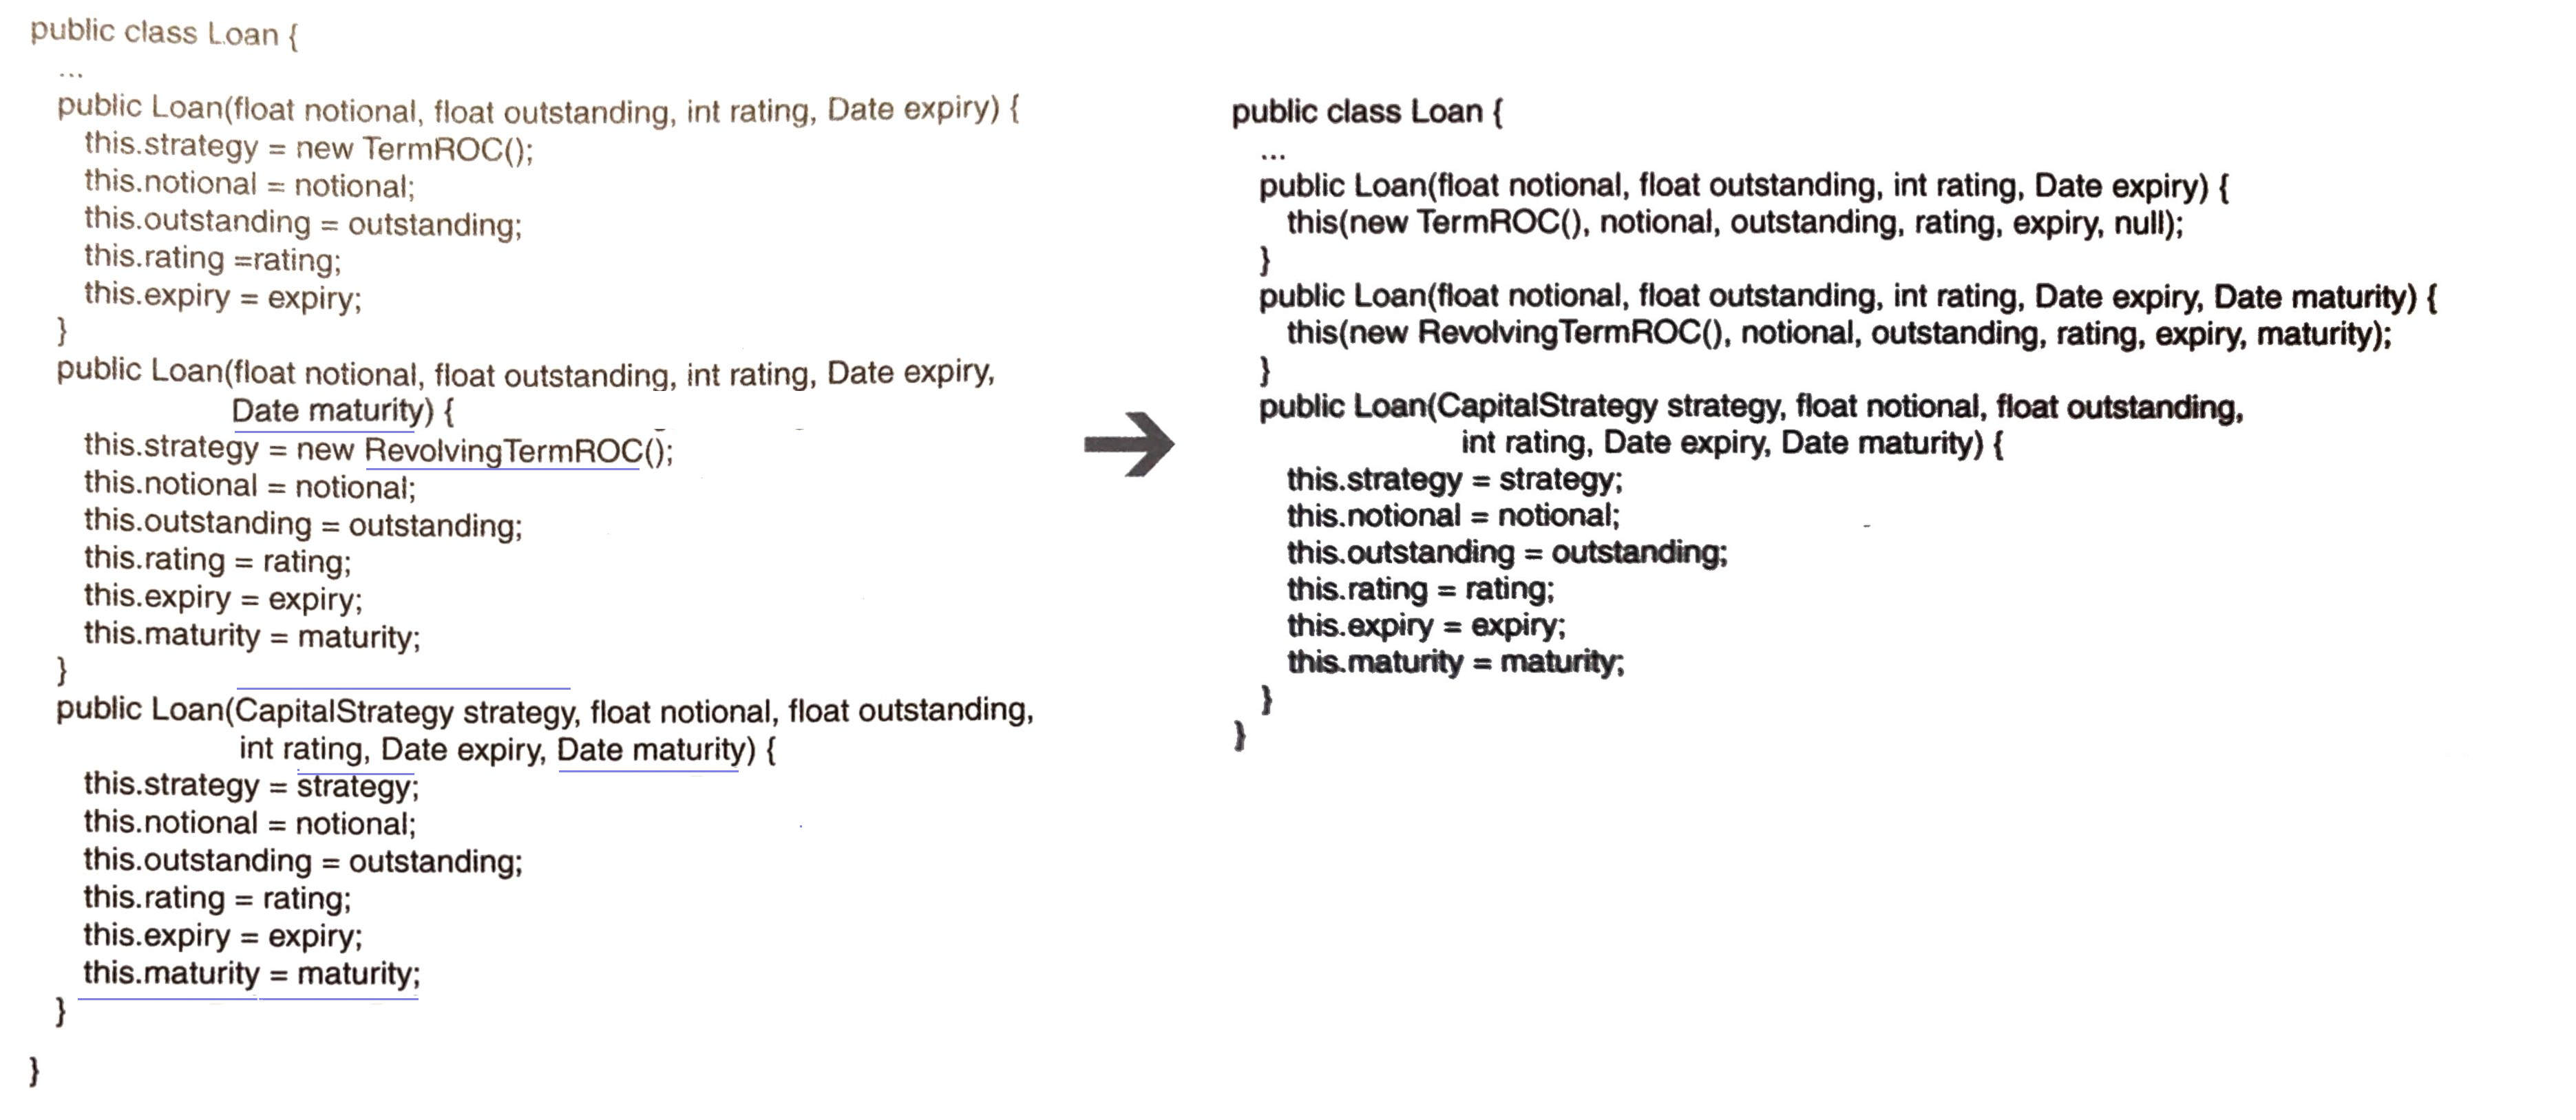 public class Loan {
...
public Loan(float notional, float outstanding, int rating, Date expiry) {
this.strategy = new TermROC();
this.notional = notional;
this.outstanding = outstanding;
this.rating =rating;
this.expiry = expiry;
}
public Loan(float notional, float outstanding, int rating, Date expiry,
Date maturity) {
this.strategy = new RevolvingTermROC();
this.notional = notional;
this.outstanding = outstanding;
this.rating = rating;
this.expiry = expiry;
this.maturity = maturity;
}
public Loan(CapitalStrategy strategy, float notional, float outstanding,
int rating, Date expiry, Date maturity) {
this.strategy = strategy;
this.notional = notional;
this.outstanding = outstanding;
this.rating = rating;
this.expiry = expiry;
this.maturity = maturity;
}
}
public class Loan {
...
public Loan(float notional, float outstanding, int rating, Date expiry) {
this(new TermROC(), notional, outstanding, rating, expiry, null);
}
public Loan(float notional, float outstanding, int rating, Date expiry, Date maturity) {
this(new RevolvingTermROC(), notional, outstanding, rating, expiry, maturity);
}
public Loan(CapitalStrategy strategy, float notional, float outstanding,
int rating, Date expiry, Date maturity) {
this.strategy = strategy;
this.notional = notional;
this.outstanding = outstanding;
this.rating = rating;
this.expiry = expiry;
this.maturity = maturity;
}
}